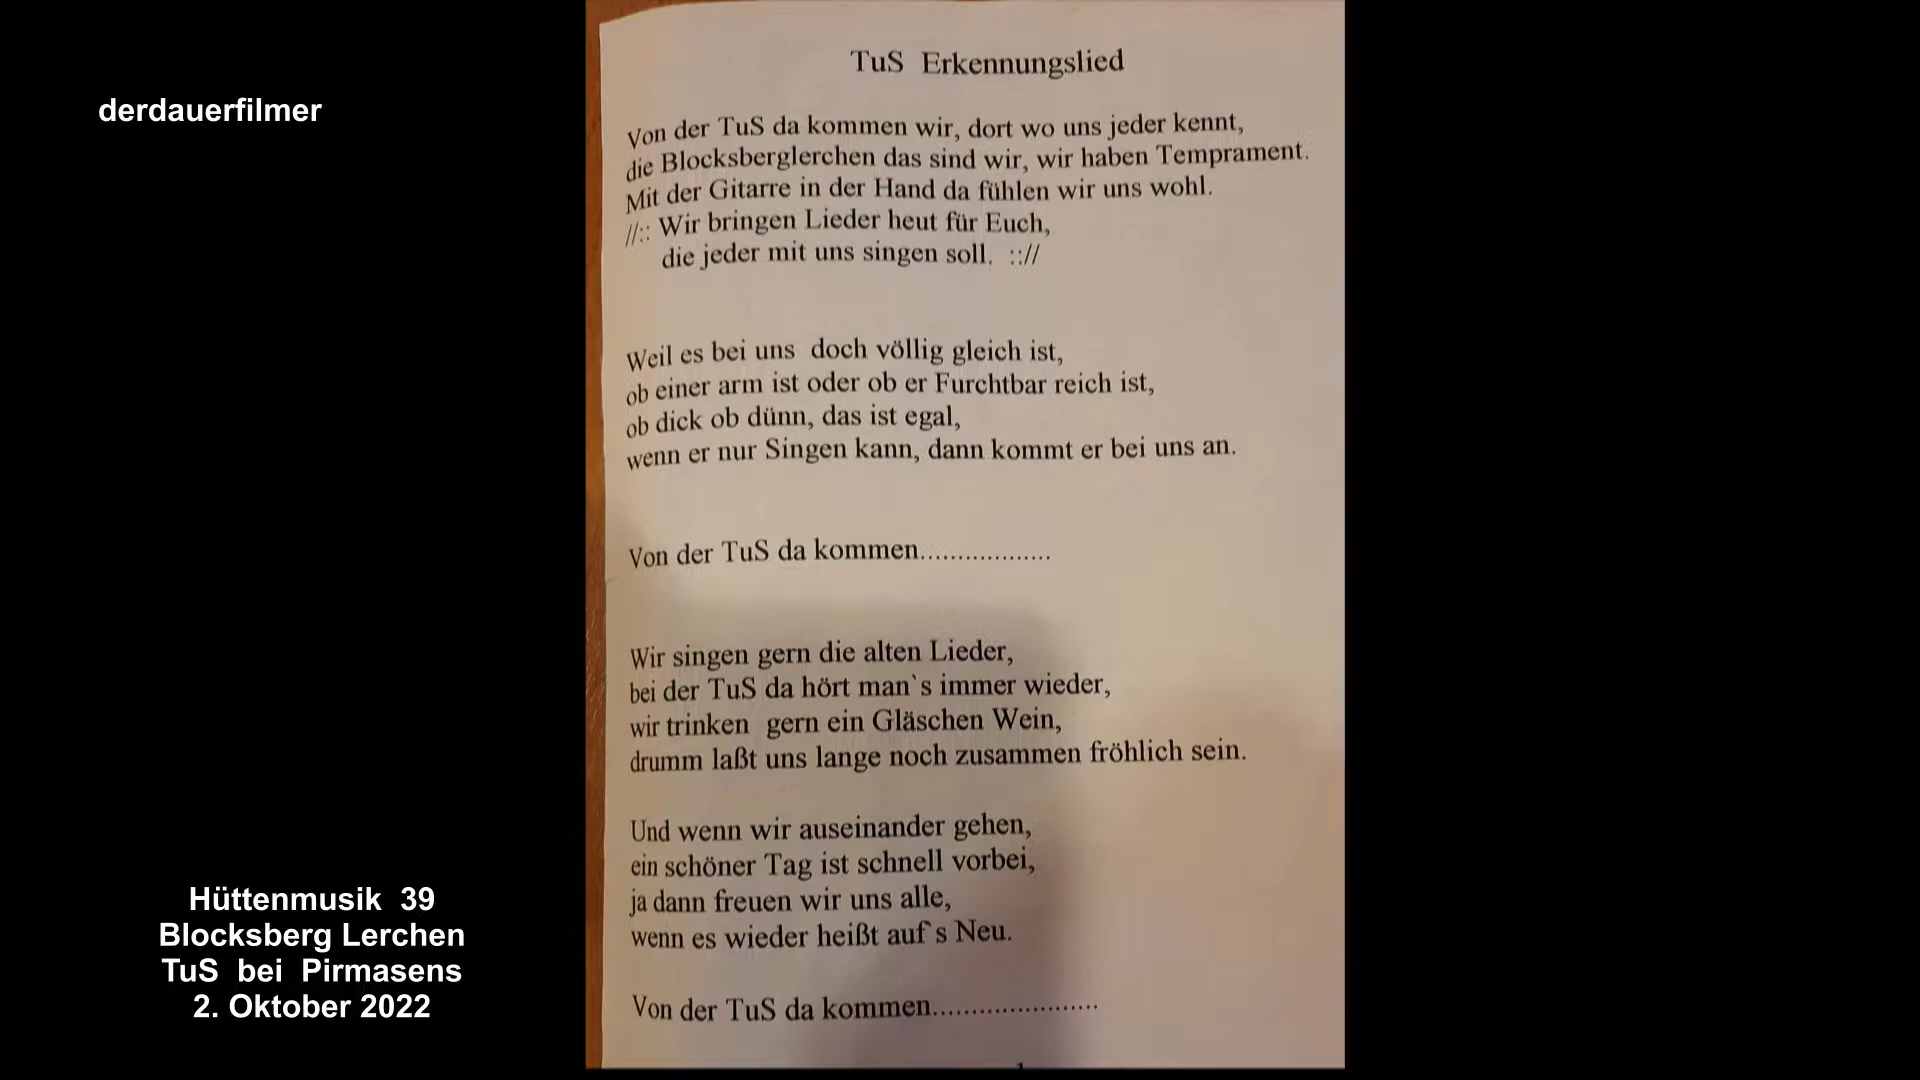 derdauerfilmer
TuS Erkennungslied
Von der TuS da kommen wir, dort wo uns jeder kennt,
die Blocksberglerchen das sind wir, wir haben Temprament.
Mit der Gitarre in der Hand da fühlen wir uns wohl.
//:: Wir bringen Lieder heut für Euch,
die jeder mit uns singen soll. :://
Weil es bei uns doch völlig gleich ist,
ob einer arm ist oder ob er Furchtbar reich ist,
ob dick ob dünn, das ist egal,
wenn er nur Singen kann, dann kommt er bei uns an.
Von der TuS da kommen..................
Wir singen gern die alten Lieder,
bei der TuS da hört man`s immer wieder,
wir trinken gern ein Gläschen Wein,
drumm laßt uns lange noch zusammen fröhlich sein.
Und wenn wir auseinander gehen,
ein schöner Tag ist schnell vorbei,
ja dann freuen wir uns alle,
wenn es wieder heißt auf`s Neu.
Von der TuS da kommen......................
Hüttenmusik 39
Blocksberg Lerchen
TuS bei Pirmasens
2. Oktober 2022